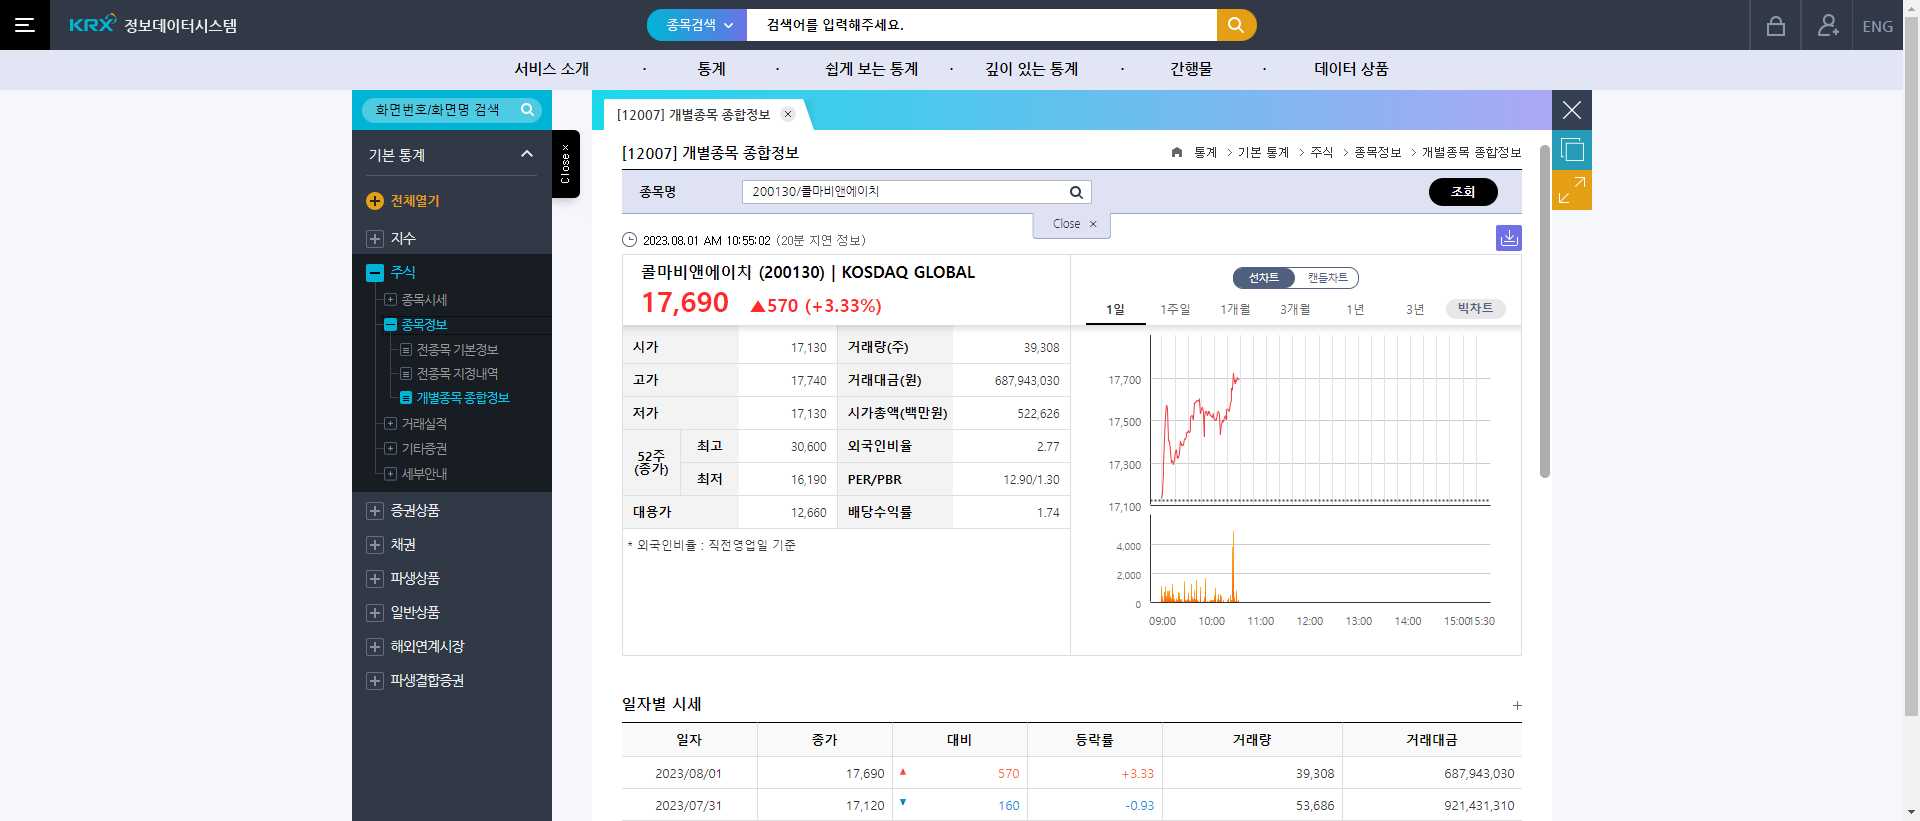 KRX 정보데이터시스템
종목검색
검색어를 입력해주세요.
ENG
서비스 소개 · 통계 · 쉽게 보는 통계 · 깊이 있는 통계 · 간행물 · 데이터 상품
화면번호/화면명 검색
기본 통계
전체열기
지수
주식
종목시세
종목정보
전종목 기본정보
전종목 지정내역
개별종목 종합정보
거래실적
기타증권
세부안내
증권상품
채권
파생상품
일반상품
해외연계시장
파생결합증권
Close ×
[12007] 개별종목 종합정보 ×
[12007] 개별종목 종합정보
통계 > 기본 통계 > 주식 > 종목정보 > 개별종목 종합정보
종목명 200130/콜마비앤에이치 조회
Close ×
2023.08.01 AM 10:55:02 (20분 지연 정보)
콜마비앤에이치 (200130) | KOSDAQ GLOBAL
17,690 ▲570 (+3.33%)
시가 17,130 거래량(주) 39,308
고가 17,740 거래대금(원) 687,943,030
저가 17,130 시가총액(백만원) 522,626
52주 (종가) 최고 30,600 외국인비율 2.77
최저 16,190 PER/PBR 12.90/1.30
대용가 12,660 배당수익률 1.74
* 외국인비율 : 직전영업일 기준
선차트 캔들차트
1일 1주일 1개월 3개월 1년 3년 빅차트
17,700
17,500
17,300
17,100
4,000
2,000
0
09:00 10:00 11:00 12:00 13:00 14:00 15:00 15:30
일자별 시세 +
일자 종가 대비 등락률 거래량 거래대금
2023/08/01 17,690 ▲ 570 +3.33 39,308 687,943,030
2023/07/31 17,120 ▼ 160 -0.93 53,686 921,431,310